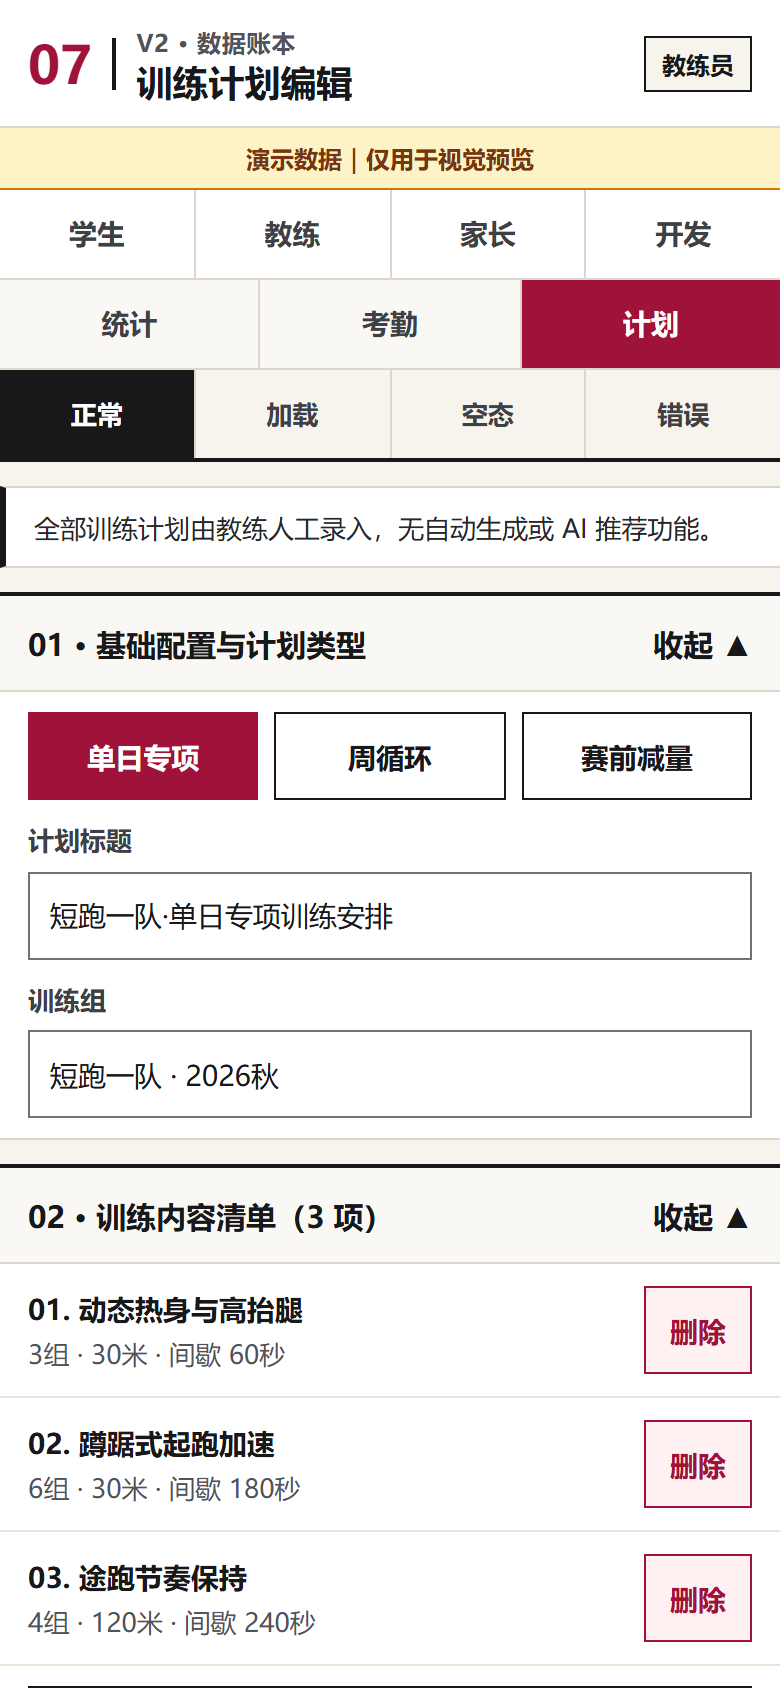 07
V2 • 数据账本
训练计划编辑
教练员
演示数据｜仅用于视觉预览
学生 教练 家长 开发
统计 考勤 计划
正常 加载 空态 错误
全部训练计划由教练人工录入，无自动生成或 AI 推荐功能。
01 • 基础配置与计划类型 收起 ▲
单日专项 周循环 赛前减量
计划标题
短跑一队·单日专项训练安排
训练组
短跑一队 · 2026秋
02 • 训练内容清单（3 项） 收起 ▲
01. 动态热身与高抬腿
3组 · 30米 · 间歇 60秒
删除
02. 蹲踞式起跑加速
6组 · 30米 · 间歇 180秒
删除
03. 途跑节奏保持
4组 · 120米 · 间歇 240秒
删除